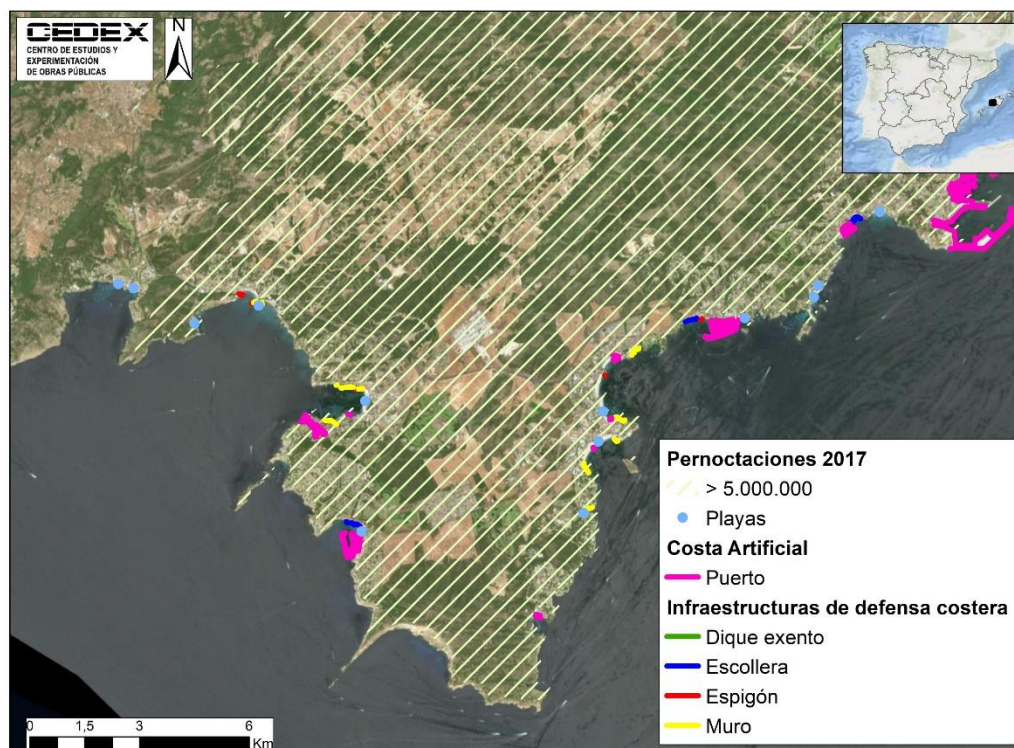 CEDEX
CENTRO DE ESTUDIOS Y
EXPERIMENTACIÓN
DE OBRAS PÚBLICAS
N
Pernoctaciones 2017
> 5.000.000
Playas
Costa Artificial
Puerto
Infraestructuras de defensa costera
Dique exento
Escollera
Espigón
Muro
0 1,5 3 6
Km